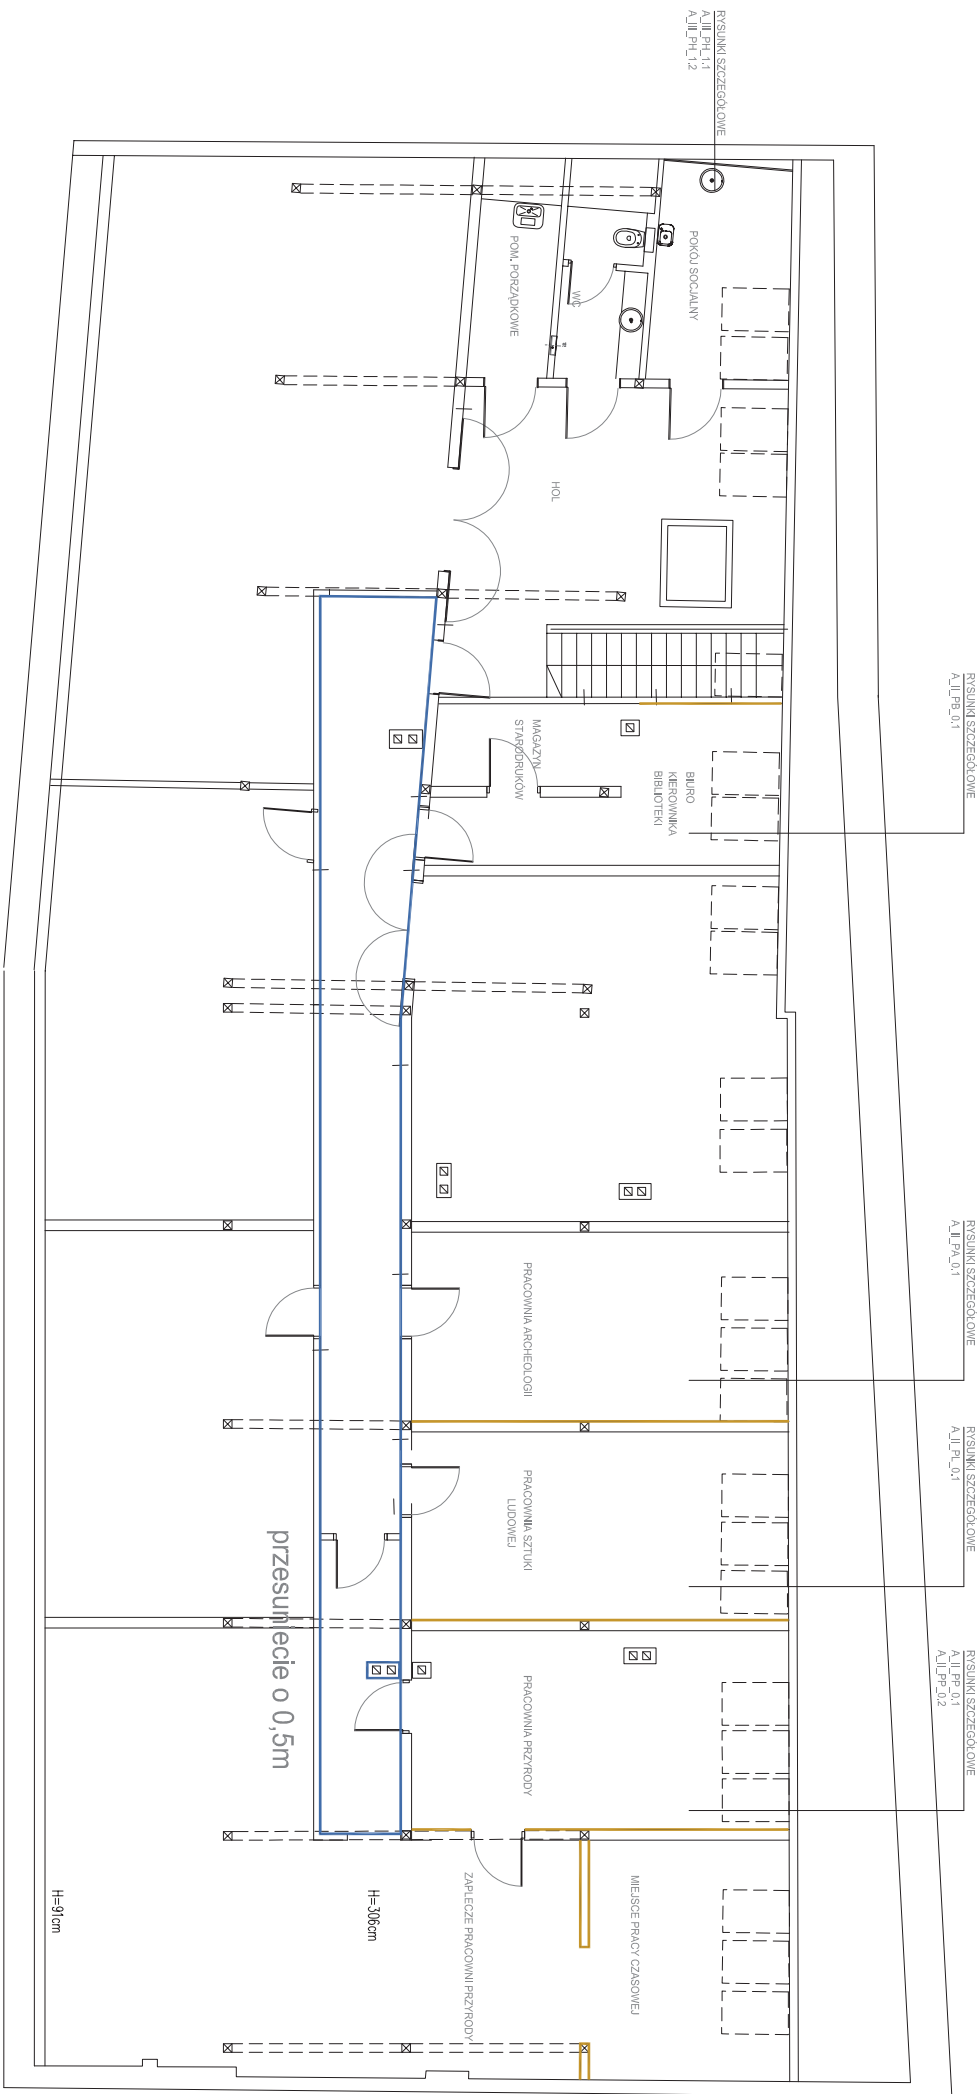 RYSUNKI SZCZEGÓŁOWE
A_III_PH_1.1
A_III_PH_1.2
POKÓJ SOCJALNY
WC
POM. PORZĄDKOWE
HOL
RYSUNKI SZCZEGÓŁOWE
A_II_PB_0,1
BIURO
KIEROWNIKA
BIBLIOTEKI
MAGAZYN
STARODRUKÓW
RYSUNKI SZCZEGÓŁOWE
A_II_PA_0,1
PRACOWNIA ARCHEOLOGII
RYSUNKI SZCZEGÓŁOWE
A_II_PL_0,1
PRACOWNIA SZTUKI
LUDOWEJ
RYSUNKI SZCZEGÓŁOWE
A_II_PP_0,1
A_II_PP_0,2
PRACOWNIA PRZYRODY
przesuniecie o 0,5m
MIEJSCE PRACY CZASOWEJ
ZAPLECZE PRACOWNI PRZYRODY
H=306cm
H=91cm